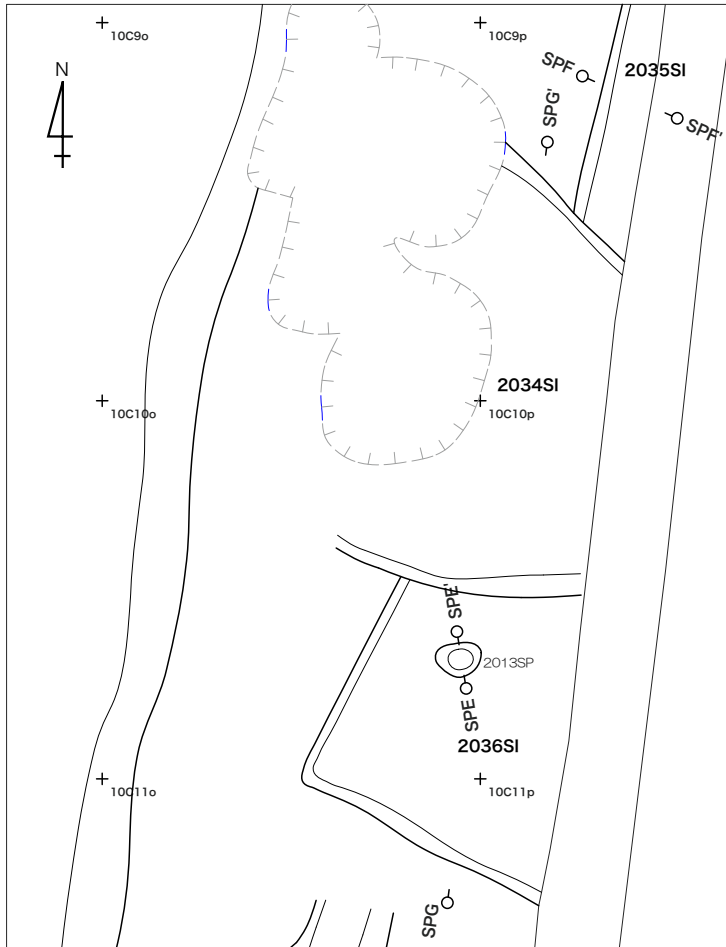 10C9o
10C9p
SPF
2035SI
N
SPG'
SPF'
2034SI
10C10o
10C10p
SPE'
2013SP
SPE
2036SI
10C11o
10C11p
SPG